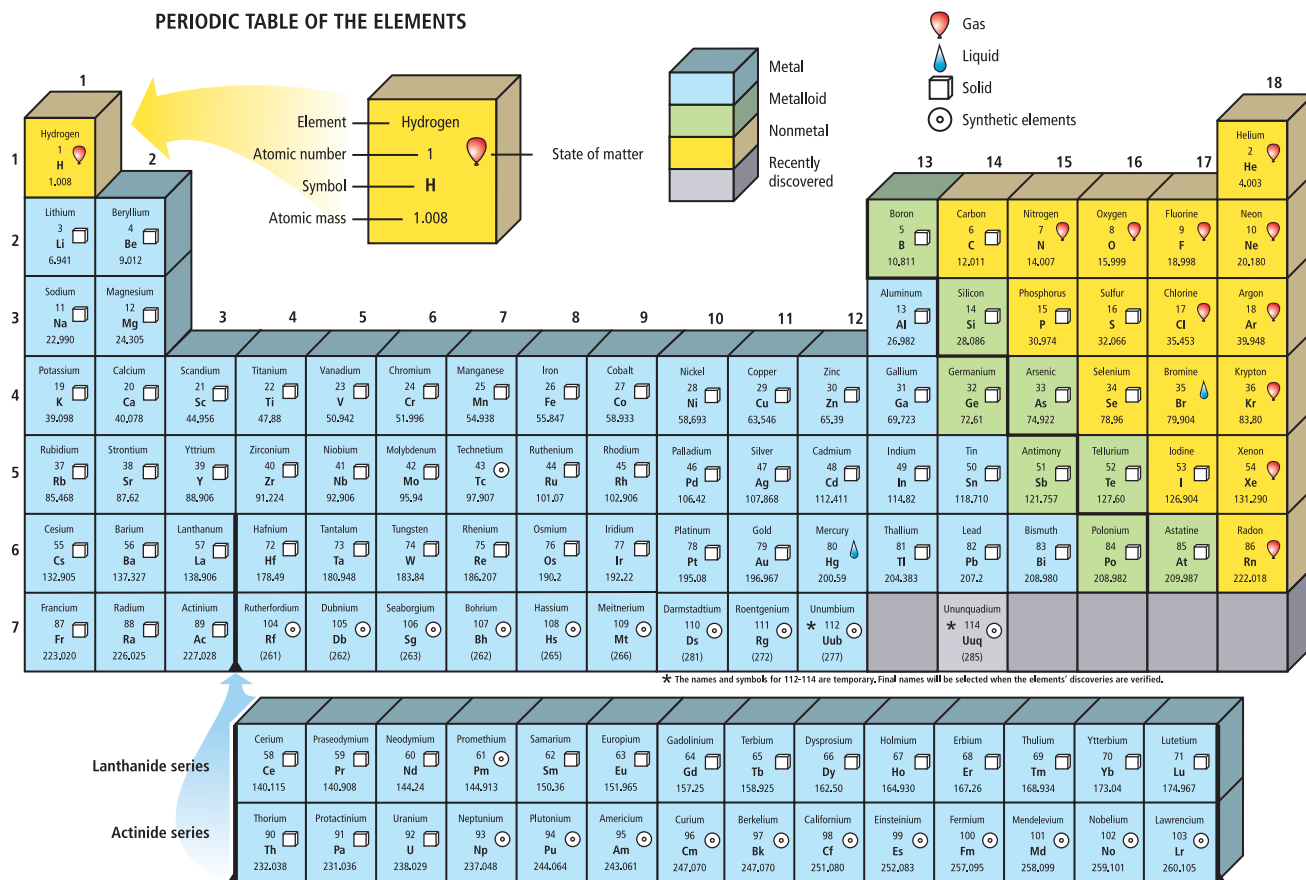 PERIODIC TABLE OF THE ELEMENTS
Gas
Liquid
Solid
Synthetic elements
Metal
Metalloid
Nonmetal
Recently
discovered
Element
Hydrogen
Atomic number
1
State of matter
Symbol
H
Atomic mass
1.008
1
2
3
4
5
6
7
8
9
10
11
12
13
14
15
16
17
18
1
Hydrogen
1
H
1.008
Helium
2
He
4.003
2
Lithium
3
Li
6.941
Beryllium
4
Be
9.012
Boron
5
B
10.811
Carbon
6
C
12.011
Nitrogen
7
N
14.007
Oxygen
8
O
15.999
Fluorine
9
F
18.998
Neon
10
Ne
20.180
3
Sodium
11
Na
22.990
Magnesium
12
Mg
24.305
Aluminum
13
Al
26.982
Silicon
14
Si
28.086
Phosphorus
15
P
30.974
Sulfur
16
S
32.066
Chlorine
17
Cl
35.453
Argon
18
Ar
39.948
4
Potassium
19
K
39.098
Calcium
20
Ca
40.078
Scandium
21
Sc
44.956
Titanium
22
Ti
47.88
Vanadium
23
V
50.942
Chromium
24
Cr
51.996
Manganese
25
Mn
54.938
Iron
26
Fe
55.847
Cobalt
27
Co
58.933
Nickel
28
Ni
58.693
Copper
29
Cu
63.546
Zinc
30
Zn
65.39
Gallium
31
Ga
69.723
Germanium
32
Ge
72.61
Arsenic
33
As
74.922
Selenium
34
Se
78.96
Bromine
35
Br
79.904
Krypton
36
Kr
83.80
5
Rubidium
37
Rb
85.468
Strontium
38
Sr
87.62
Yttrium
39
Y
88.906
Zirconium
40
Zr
91.224
Niobium
41
Nb
92.906
Molybdenum
42
Mo
95.94
Technetium
43
Tc
97.907
Ruthenium
44
Ru
101.07
Rhodium
45
Rh
102.906
Palladium
46
Pd
106.42
Silver
47
Ag
107.868
Cadmium
48
Cd
112.411
Indium
49
In
114.82
Tin
50
Sn
118.710
Antimony
51
Sb
121.757
Tellurium
52
Te
127.60
Iodine
53
I
126.904
Xenon
54
Xe
131.290
6
Cesium
55
Cs
132.905
Barium
56
Ba
137.327
Lanthanum
57
La
138.906
Hafnium
72
Hf
178.49
Tantalum
73
Ta
180.948
Tungsten
74
W
183.84
Rhenium
75
Re
186.207
Osmium
76
Os
190.2
Iridium
77
Ir
192.22
Platinum
78
Pt
195.08
Gold
79
Au
196.967
Mercury
80
Hg
200.59
Thallium
81
Tl
204.383
Lead
82
Pb
207.2
Bismuth
83
Bi
208.980
Polonium
84
Po
208.982
Astatine
85
At
209.987
Radon
86
Rn
222.018
7
Francium
87
Fr
223.020
Radium
88
Ra
226.025
Actinium
89
Ac
227.028
Rutherfordium
104
Rf
(261)
Dubnium
105
Db
(262)
Seaborgium
106
Sg
(263)
Bohrium
107
Bh
(262)
Hassium
108
Hs
(265)
Meitnerium
109
Mt
(266)
Darmstadtium
110
Ds
(281)
Roentgenium
111
Rg
(272)
Unumbium
* 112
Uub
(277)
Ununquadium
* 114
Uuq
(285)
* The names and symbols for 112-114 are temporary. Final names will be selected when the elements' discoveries are verified.
Lanthanide series
Cerium
58
Ce
140.115
Praseodymium
59
Pr
140.908
Neodymium
60
Nd
144.24
Promethium
61
Pm
144.913
Samarium
62
Sm
150.36
Europium
63
Eu
151.965
Gadolinium
64
Gd
157.25
Terbium
65
Tb
158.925
Dysprosium
66
Dy
162.50
Holmium
67
Ho
164.930
Erbium
68
Er
167.26
Thulium
69
Tm
168.934
Ytterbium
70
Yb
173.04
Lutetium
71
Lu
174.967
Actinide series
Thorium
90
Th
232.038
Protactinium
91
Pa
231.036
Uranium
92
U
238.029
Neptunium
93
Np
237.048
Plutonium
94
Pu
244.064
Americium
95
Am
243.061
Curium
96
Cm
247.070
Berkelium
97
Bk
247.070
Californium
98
Cf
251.080
Einsteinium
99
Es
252.083
Fermium
100
Fm
257.095
Mendelevium
101
Md
258.099
Nobelium
102
No
259.101
Lawrencium
103
Lr
260.105